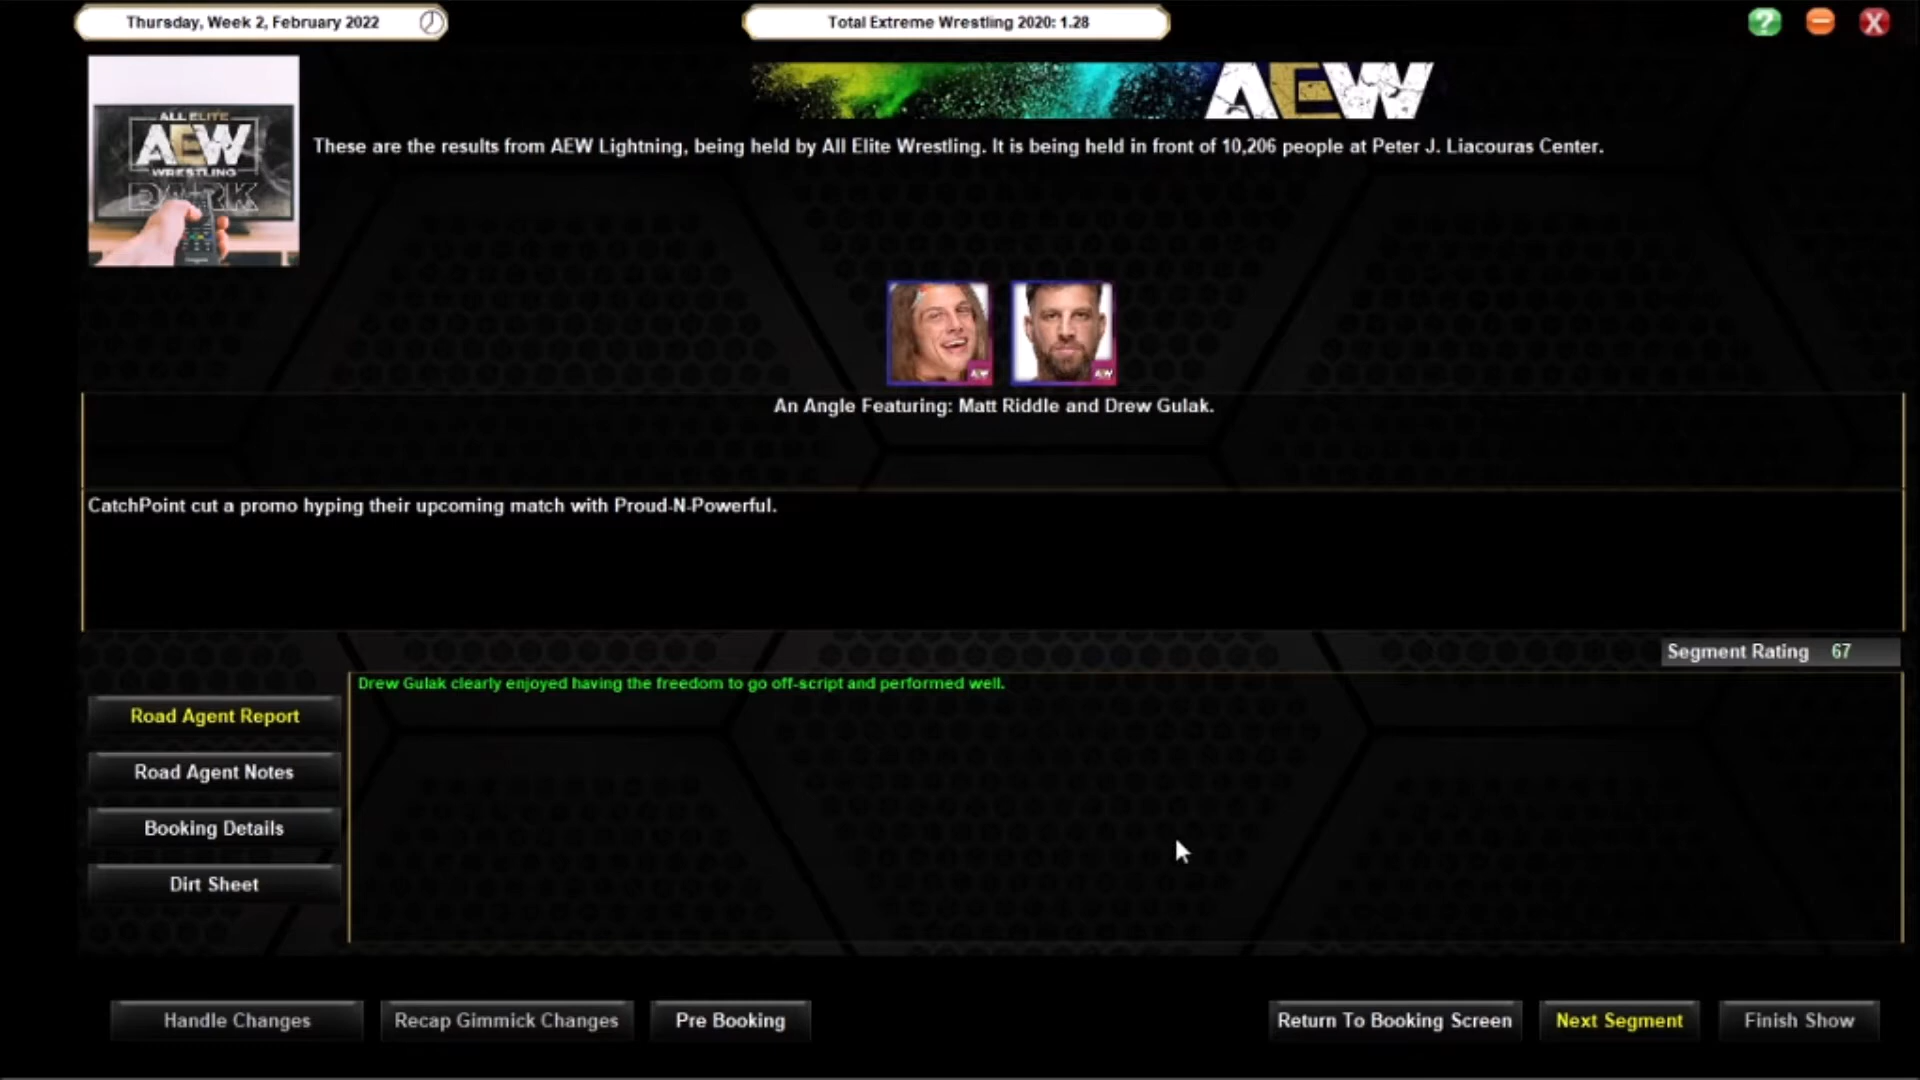 Thursday, Week 2, February 2022
Total Extreme Wrestling 2020: 1.28
?
X
AEW
ALL ELITE
AEW
WRESTLING
DARK
These are the results from AEW Lightning, being held by All Elite Wrestling. It is being held in front of 10,206 people at Peter J. Liacouras Center.
AEW
AEW
An Angle Featuring: Matt Riddle and Drew Gulak.
CatchPoint cut a promo hyping their upcoming match with Proud-N-Powerful.
Segment Rating 67
Drew Gulak clearly enjoyed having the freedom to go off-script and performed well.
Road Agent Report
Road Agent Notes
Booking Details
Dirt Sheet
Handle Changes
Recap Gimmick Changes
Pre Booking
Return To Booking Screen
Next Segment
Finish Show